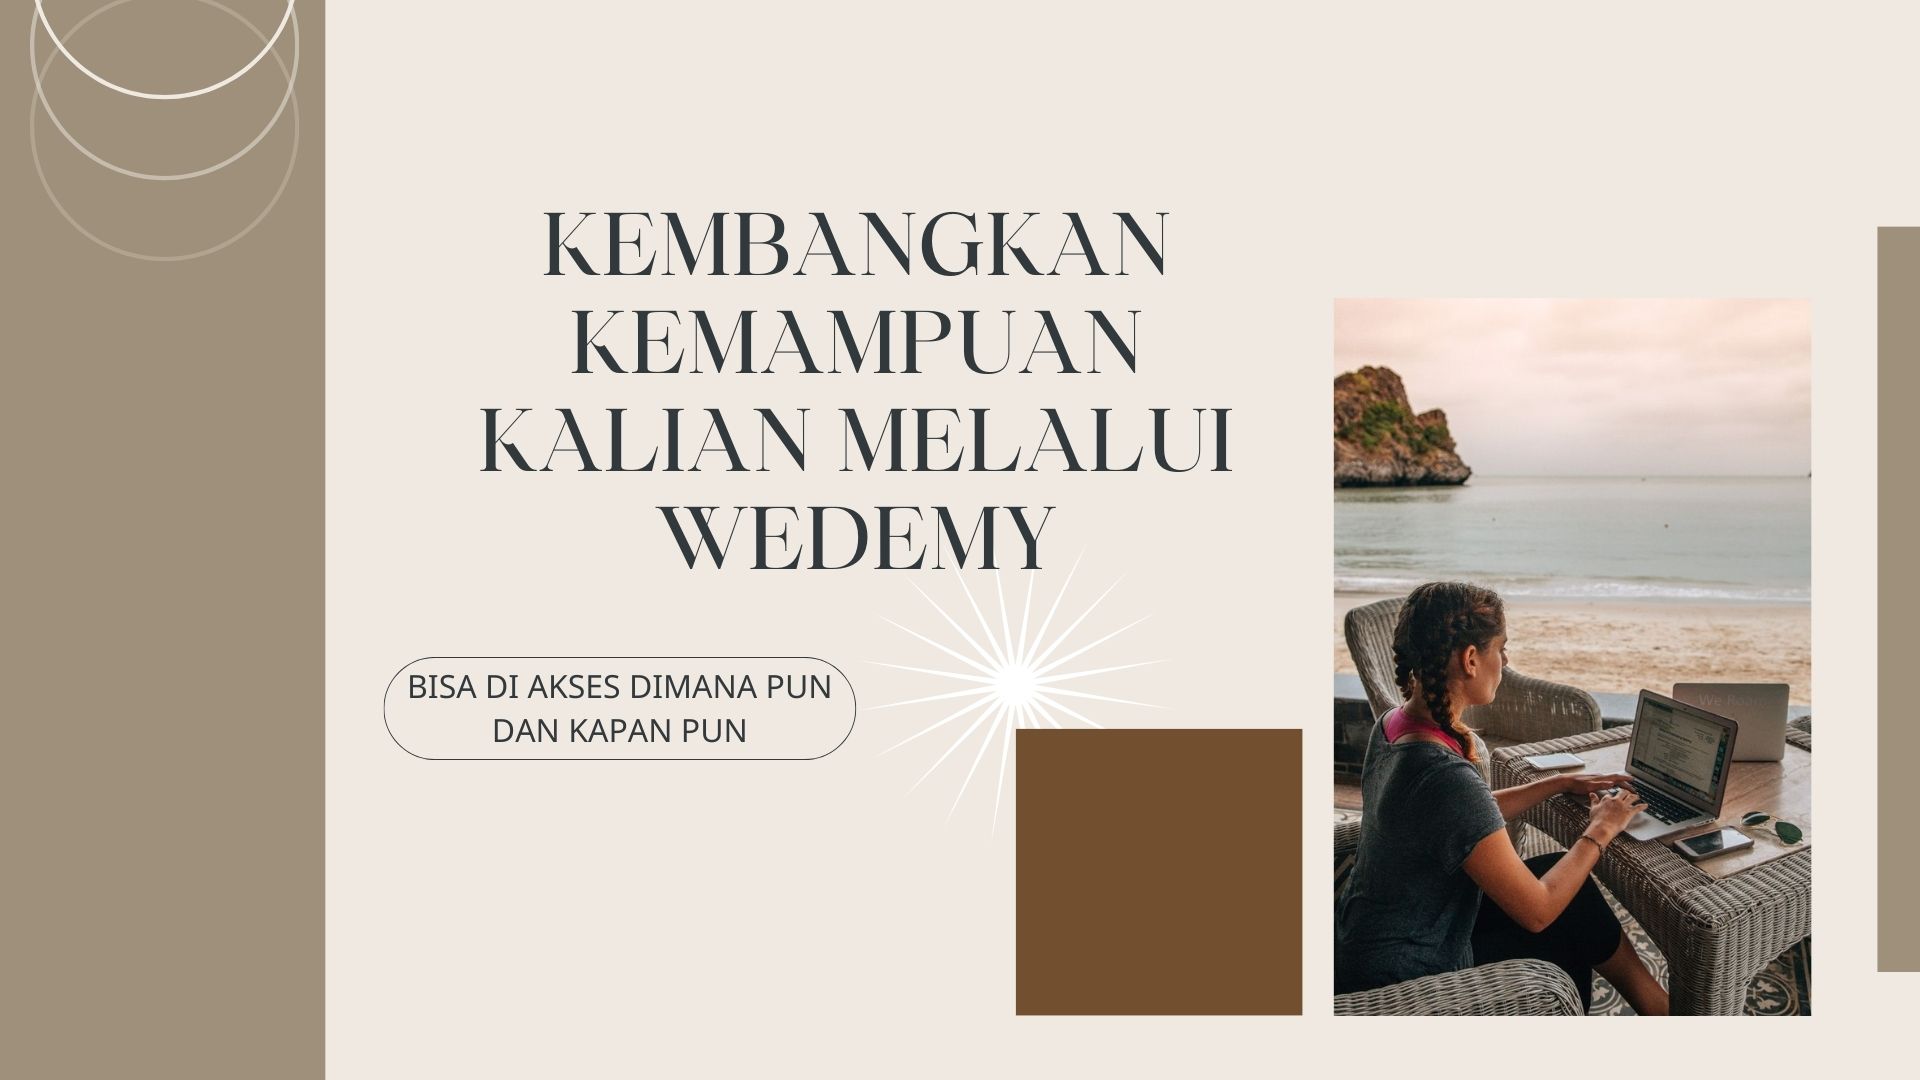 KEMBANGKAN
KEMAMPUAN
KALIAN MELALUI
WEDEMY
BISA DI AKSES DIMANA PUN
DAN KAPAN PUN